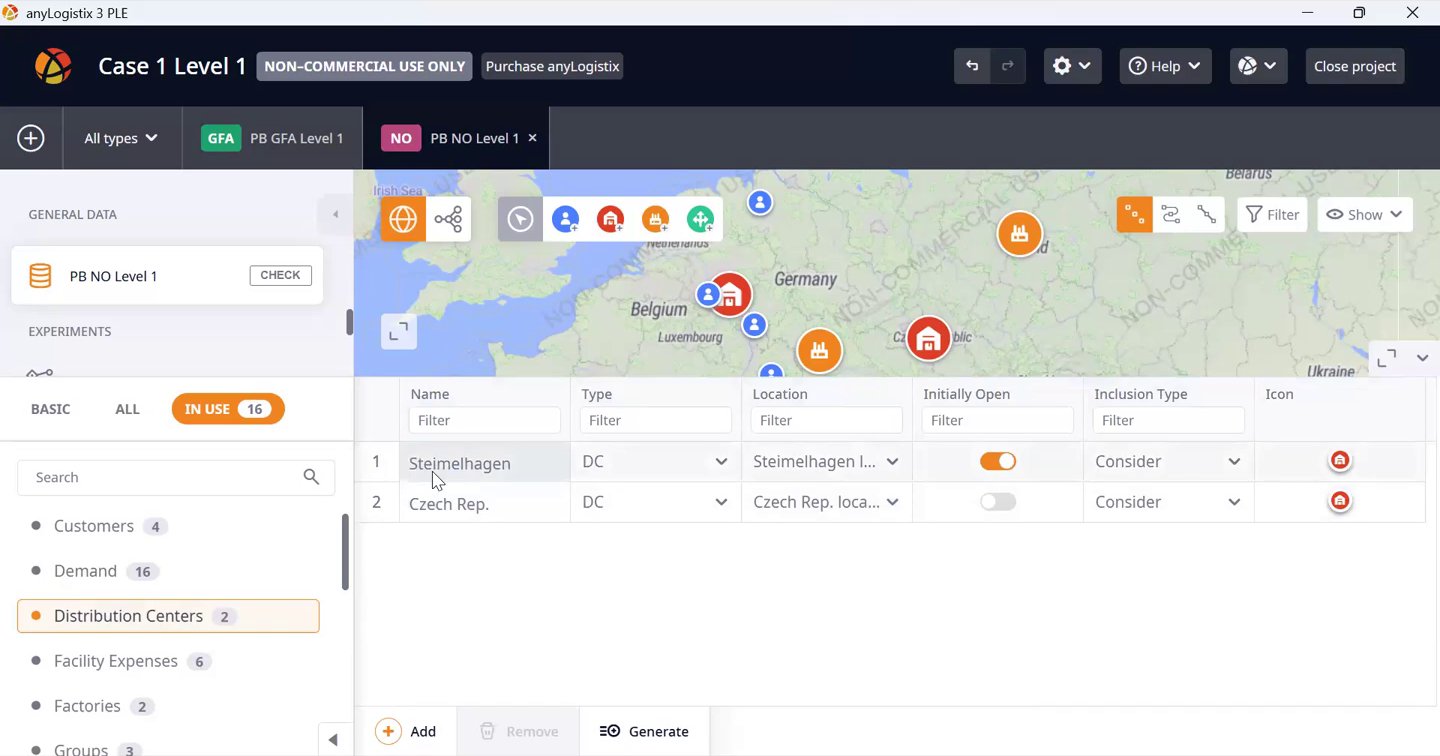 anyLogistix 3 PLE
Case 1 Level 1
NON-COMMERCIAL USE ONLY
Purchase anyLogistix
Help
Close project
All types
GFA PB GFA Level 1
NO PB NO Level 1
GENERAL DATA
PB NO Level 1
CHECK
EXPERIMENTS
Irish Sea
Netherlands
Germany
Belgium
Luxembourg
Belarus
Ukraine
Filter
Show
BASIC
ALL
IN USE 16
Search
Customers 4
Demand 16
Distribution Centers 2
Facility Expenses 6
Factories 2
Groups 3
Name Type Location Initially Open Inclusion Type Icon
Filter Filter Filter Filter Filter
1 Steimelhagen DC Steimelhagen l... Consider
2 Czech Rep. DC Czech Rep. loca... Consider
Add
Remove
Generate